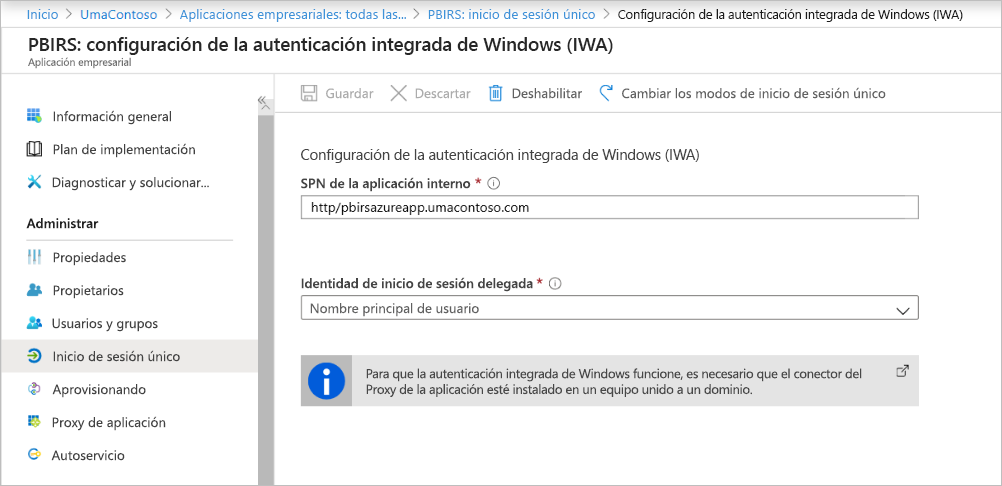 Inicio > UmaContoso > Aplicaciones empresariales: todas las... > PBIRS: inicio de sesión único > Configuración de la autenticación integrada de Windows (IWA)
PBIRS: configuración de la autenticación integrada de Windows (IWA)
Aplicación empresarial
Información general
Plan de implementación
Diagnosticar y solucionar...
Administrar
Propiedades
Propietarios
Usuarios y grupos
Inicio de sesión único
Aprovisionando
Proxy de aplicación
Autoservicio
Guardar Descartar Deshabilitar Cambiar los modos de inicio de sesión único
Configuración de la autenticación integrada de Windows (IWA)
SPN de la aplicación interno *
http/pbirsazureapp.umacontoso.com
Identidad de inicio de sesión delegada *
Nombre principal de usuario
Para que la autenticación integrada de Windows funcione, es necesario que el conector del
Proxy de la aplicación esté instalado en un equipo unido a un dominio.